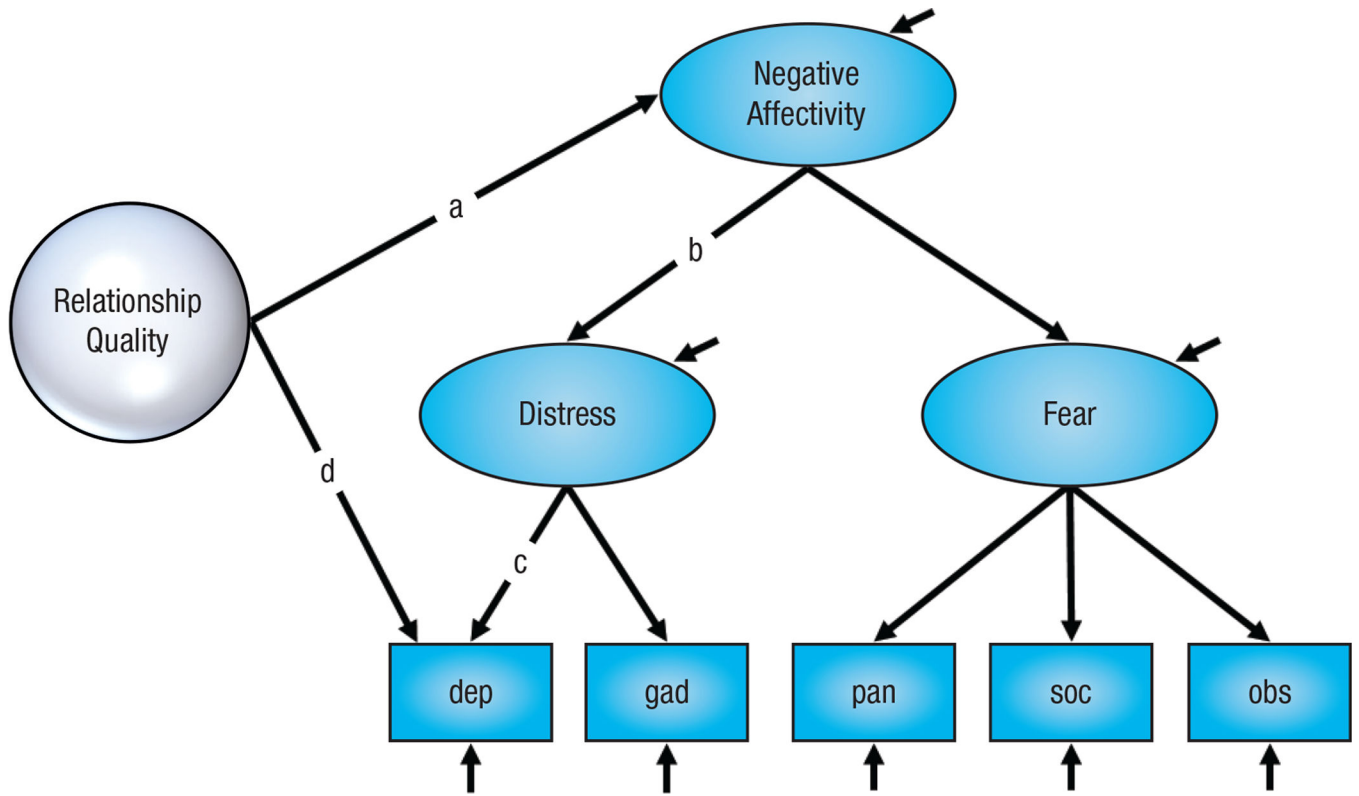 Negative
Affectivity
a
b
Relationship
Quality
Distress
Fear
d
c
dep
gad
pan
soc
obs